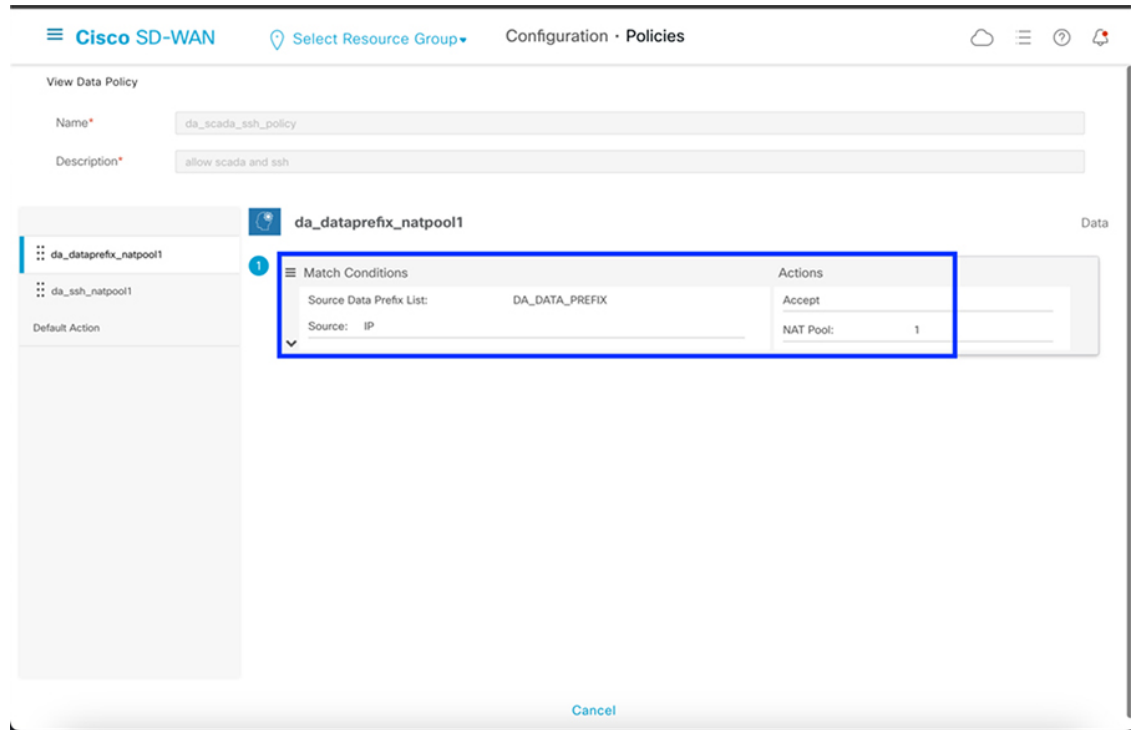 Cisco SD-WAN Select Resource Group Configuration · Policies
View Data Policy
Name* da_scada_ssh_policy
Description* allow scada and ssh
da_dataprefix_natpool1 Data
da_dataprefix_natpool1
da_ssh_natpool1
Default Action
1
Match Conditions Actions
Source Data Prefix List: DA_DATA_PREFIX Accept
Source: IP NAT Pool: 1
Cancel